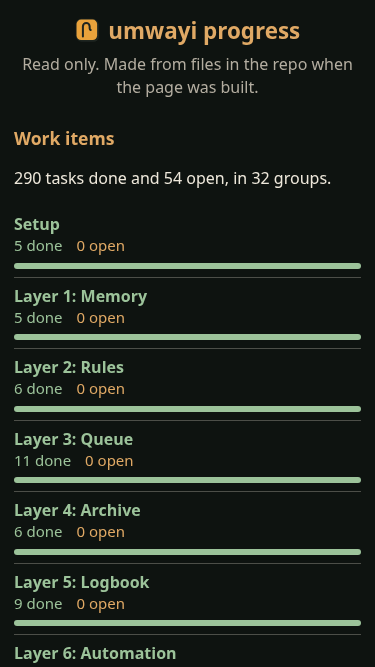 umwayi progress
Read only. Made from files in the repo when
the page was built.
Work items
290 tasks done and 54 open, in 32 groups.
Setup
5 done 0 open
Layer 1: Memory
5 done 0 open
Layer 2: Rules
6 done 0 open
Layer 3: Queue
11 done 0 open
Layer 4: Archive
6 done 0 open
Layer 5: Logbook
9 done 0 open
Layer 6: Automation